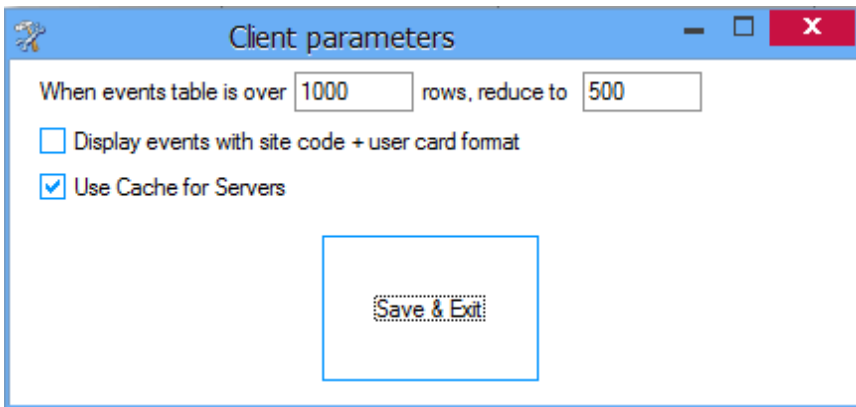 Client parameters
When events table is over 1000 rows, reduce to 500
Display events with site code + user card format
Use Cache for Servers
Save & Exit